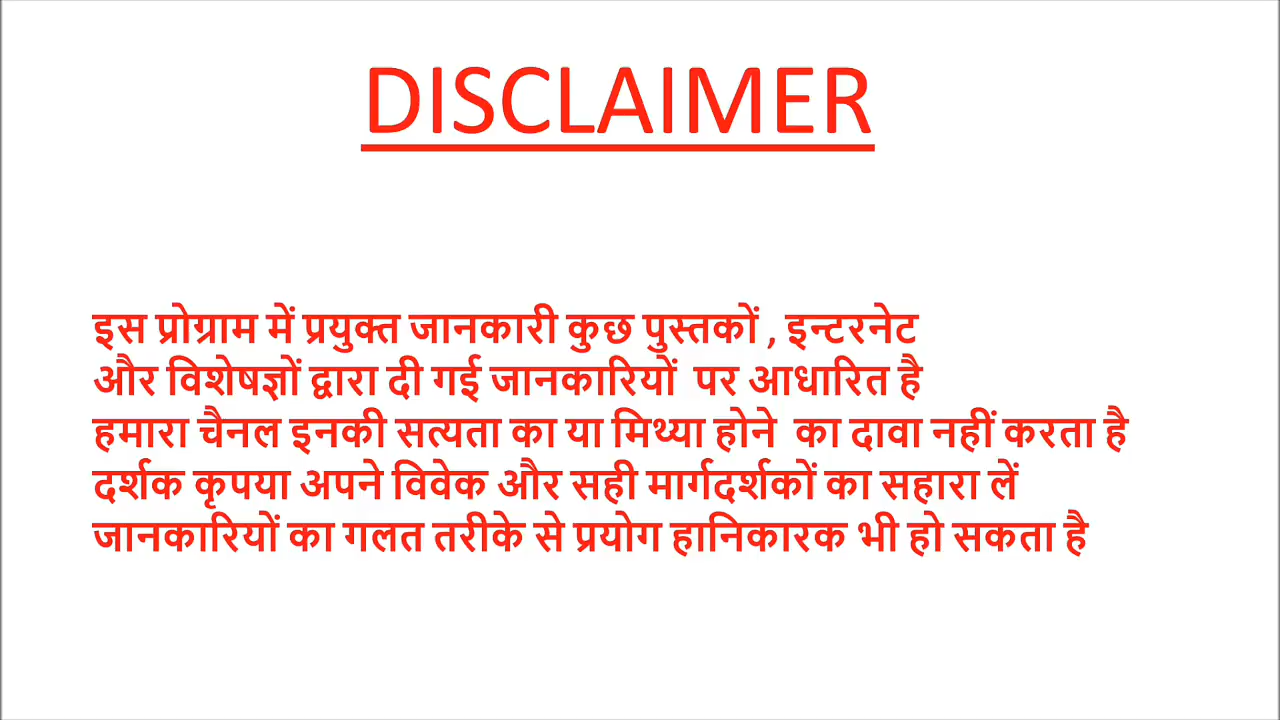 DISCLAIMER
इस प्रोग्राम में प्रयुक्त जानकारी कुछ पुस्तकों , इन्टरनेट
और विशेषज्ञों द्वारा दी गई जानकारियों पर आधारित है
हमारा चैनल इनकी सत्यता का या मिथ्या होने का दावा नहीं करता है
दर्शक कृपया अपने विवेक और सही मार्गदर्शकों का सहारा लें
जानकारियों का गलत तरीके से प्रयोग हानिकारक भी हो सकता है